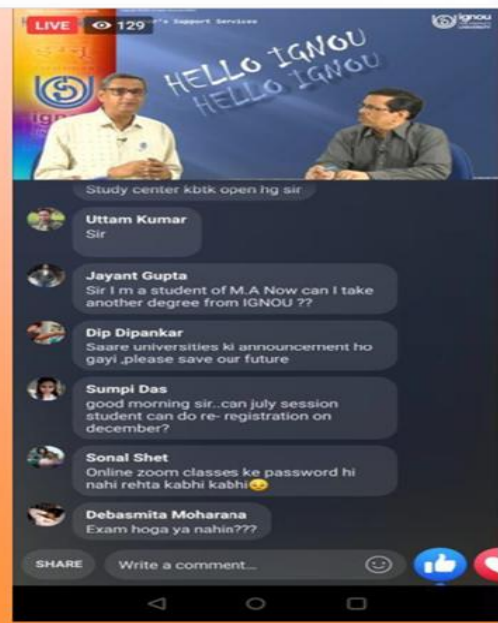 LIVE 129
's Support Services
ignou
HELLO IGNOU
HELLO IGNOU
Study center kbtk open hg sir
Uttam Kumar
Sir
Jayant Gupta
Sir I m a student of M.A Now can I take
another degree from IGNOU ??
Dip Dipankar
Saare universities ki announcement ho
gayi ,please save our future
Sumpi Das
good morning sir..can july session
student can do re- registration on
december?
Sonal Shet
Online zoom classes ke password hi
nahi rehta kabhi kabhi😔
Debasmita Moharana
Exam hoga ya nahin???
SHARE
Write a comment...